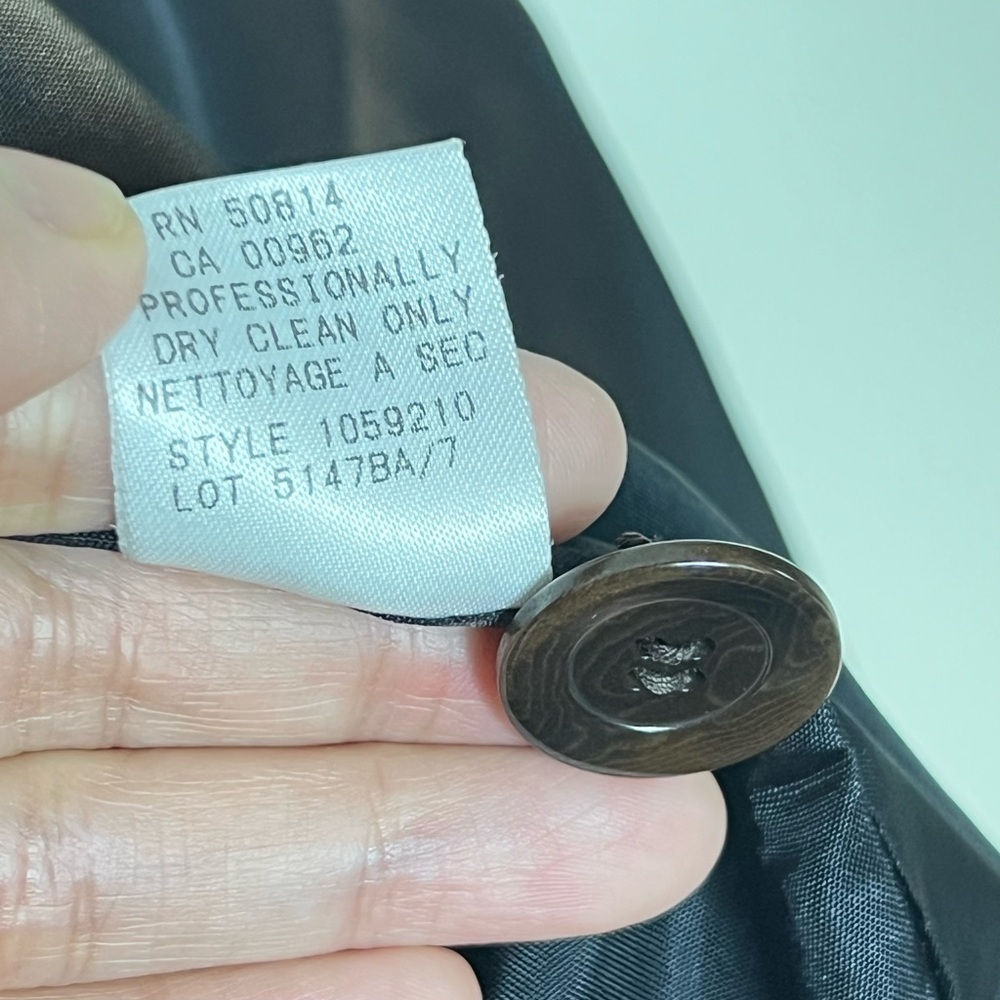 RN 50814
CA 00962
PROFESSIONALLY
DRY CLEAN ONLY
NETTOYAGE A SEC
STYLE 1059210
LOT 5147BA/7